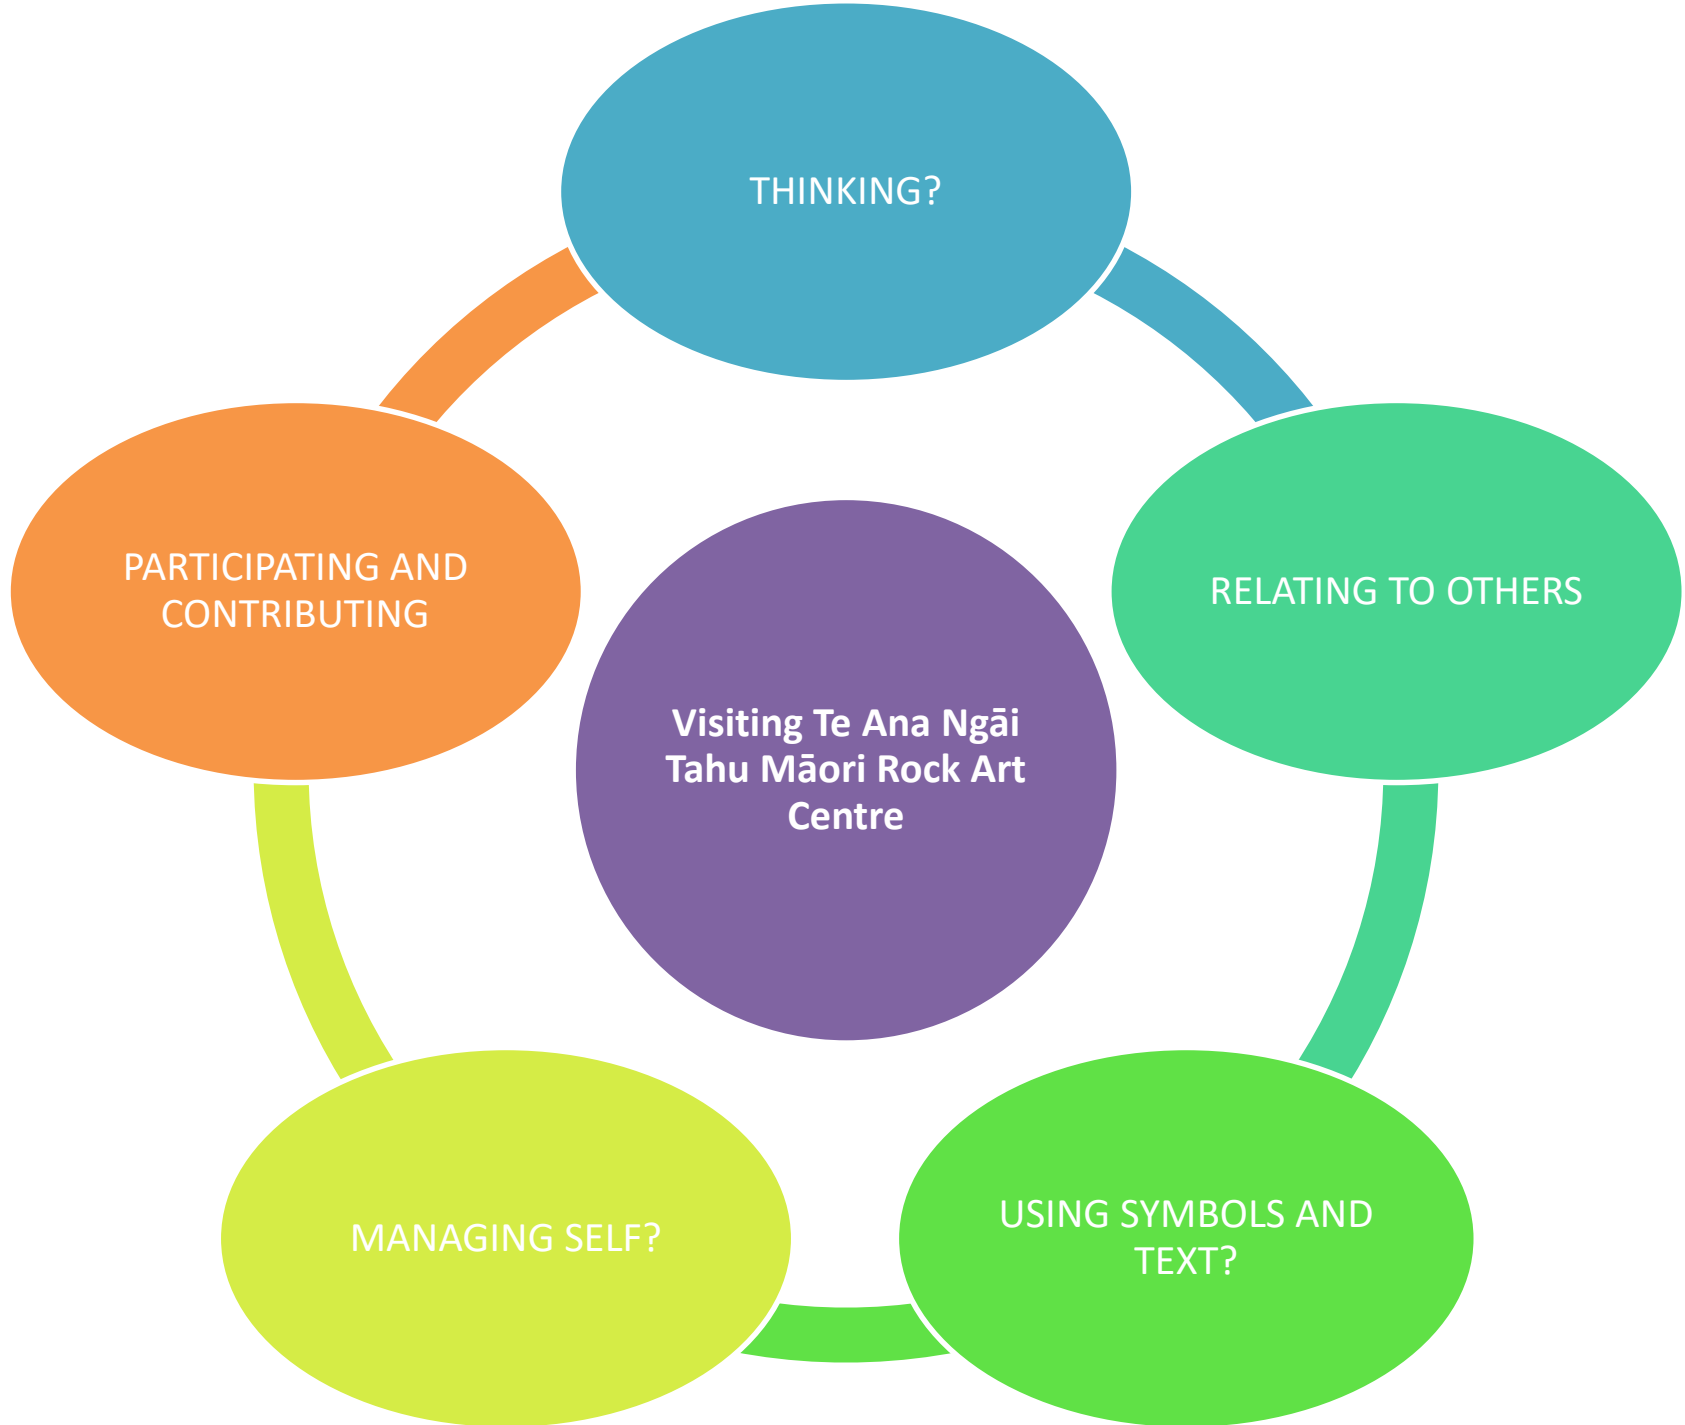 THINKING?
RELATING TO OTHERS
USING SYMBOLS AND
TEXT?
MANAGING SELF?
PARTICIPATING AND
CONTRIBUTING
Visiting Te Ana Ngāi
Tahu Māori Rock Art
Centre